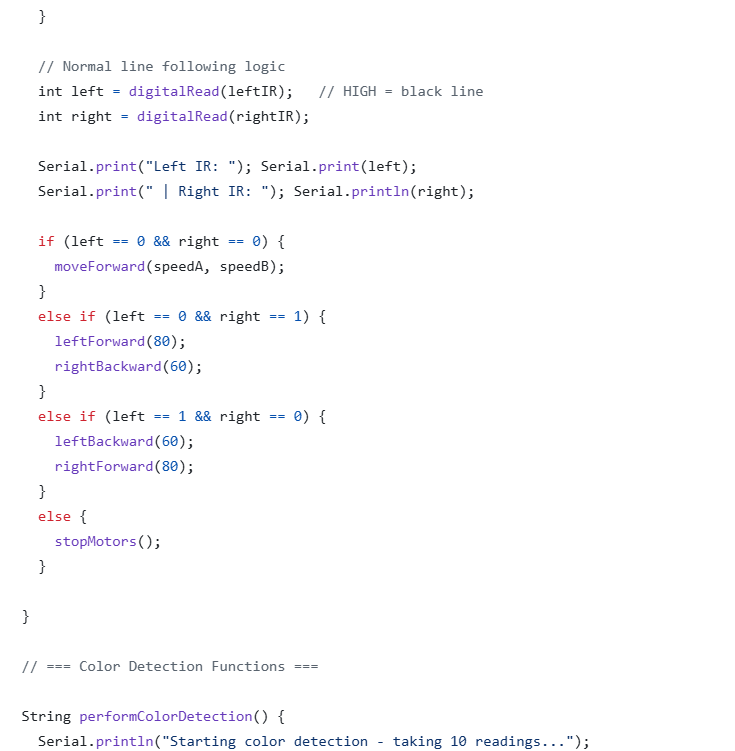 }
// Normal line following logic
int left = digitalRead(leftIR);   // HIGH = black line
int right = digitalRead(rightIR);
Serial.print("Left IR: "); Serial.print(left);
Serial.print(" | Right IR: "); Serial.println(right);
if (left == 0 && right == 0) {
moveForward(speedA, speedB);
}
else if (left == 0 && right == 1) {
leftForward(80);
rightBackward(60);
}
else if (left == 1 && right == 0) {
leftBackward(60);
rightForward(80);
}
else {
stopMotors();
}
}
// === Color Detection Functions ===
String performColorDetection() {
Serial.println("Starting color detection - taking 10 readings...");